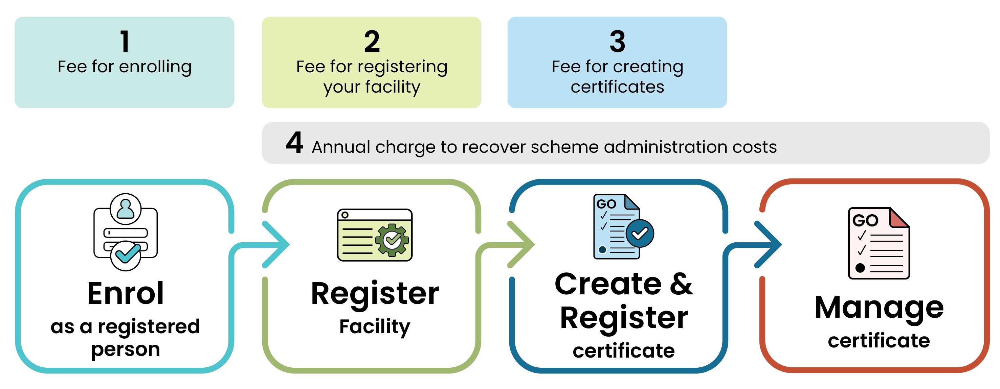 1
Fee for enrolling
2
Fee for registering
your facility
3
Fee for creating
certificates
4 Annual charge to recover scheme administration costs
Enrol
as a registered
person
Register
Facility
GO
Create &
Register
certificate
GO
Manage
certificate